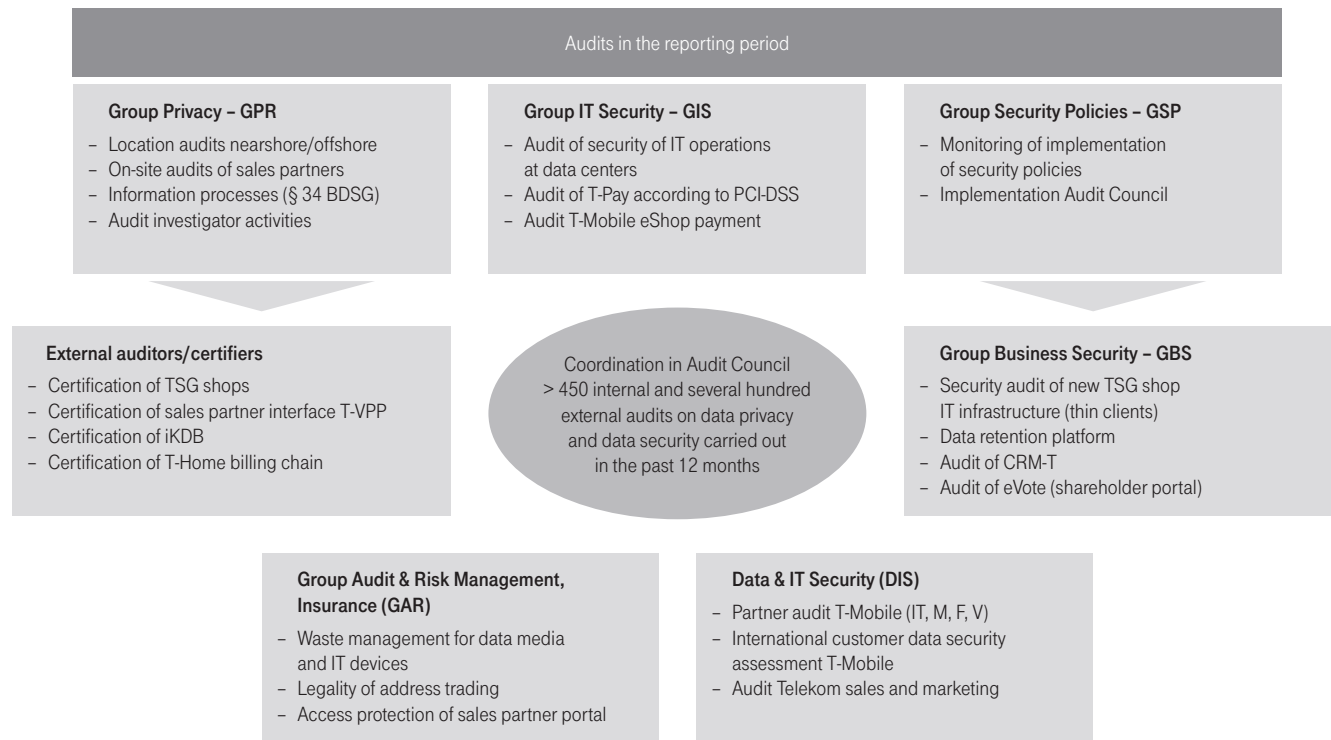 Audits in the reporting period
Group Privacy – GPR
– Location audits nearshore/offshore
– On-site audits of sales partners
– Information processes (§ 34 BDSG)
– Audit investigator activities
Group IT Security – GIS
– Audit of security of IT operations
at data centers
– Audit of T-Pay according to PCI-DSS
– Audit T-Mobile eShop payment
Group Security Policies – GSP
– Monitoring of implementation
of security policies
– Implementation Audit Council
External auditors/certifiers
– Certification of TSG shops
– Certification of sales partner interface T-VPP
– Certification of iKDB
– Certification of T-Home billing chain
Coordination in Audit Council
> 450 internal and several hundred
external audits on data privacy
and data security carried out
in the past 12 months
Group Business Security – GBS
– Security audit of new TSG shop
IT infrastructure (thin clients)
– Data retention platform
– Audit of CRM-T
– Audit of eVote (shareholder portal)
Group Audit & Risk Management,
Insurance (GAR)
– Waste management for data media
and IT devices
– Legality of address trading
– Access protection of sales partner portal
Data & IT Security (DIS)
– Partner audit T-Mobile (IT, M, F, V)
– International customer data security
assessment T-Mobile
– Audit Telekom sales and marketing